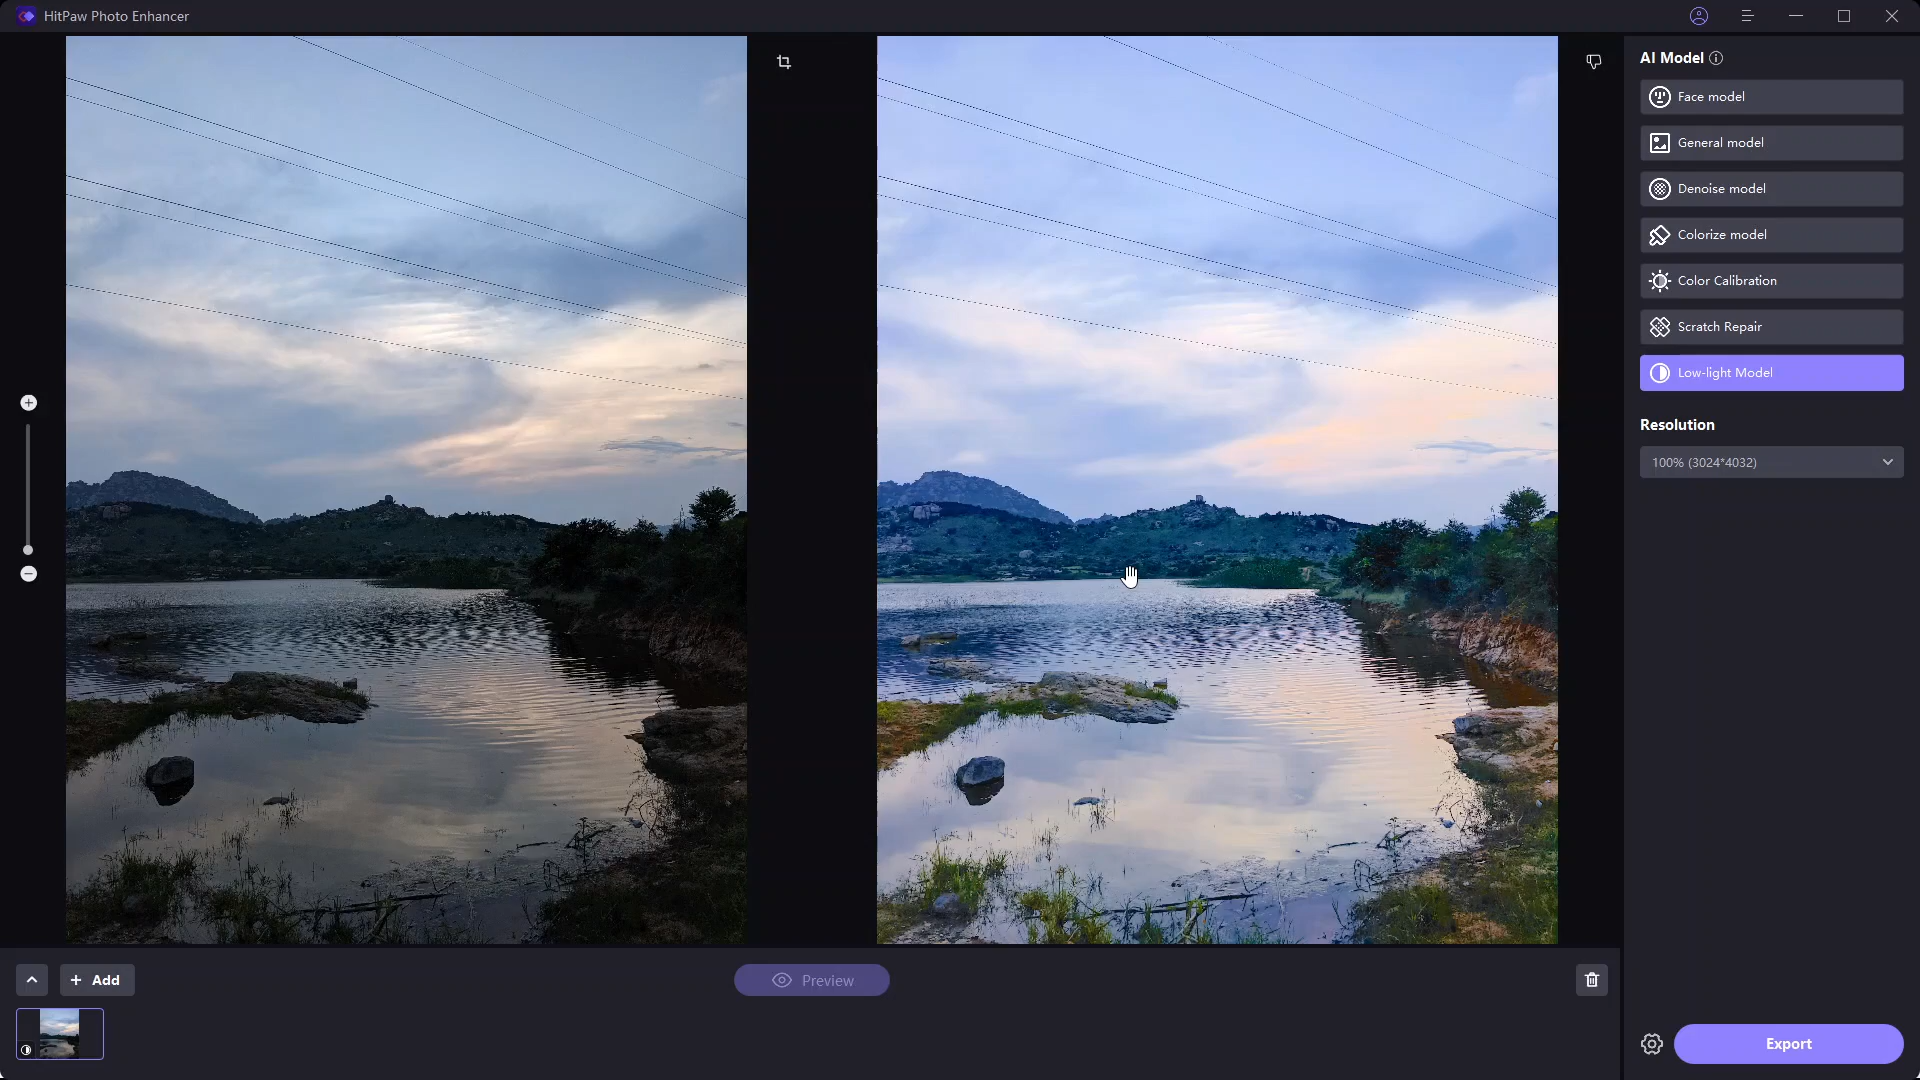 HitPaw Photo Enhancer
AI Model
Face model
General model
Denoise model
Colorize model
Color Calibration
Scratch Repair
Low-light Model
Resolution
100% (3024*4032)
Add
Preview
Export